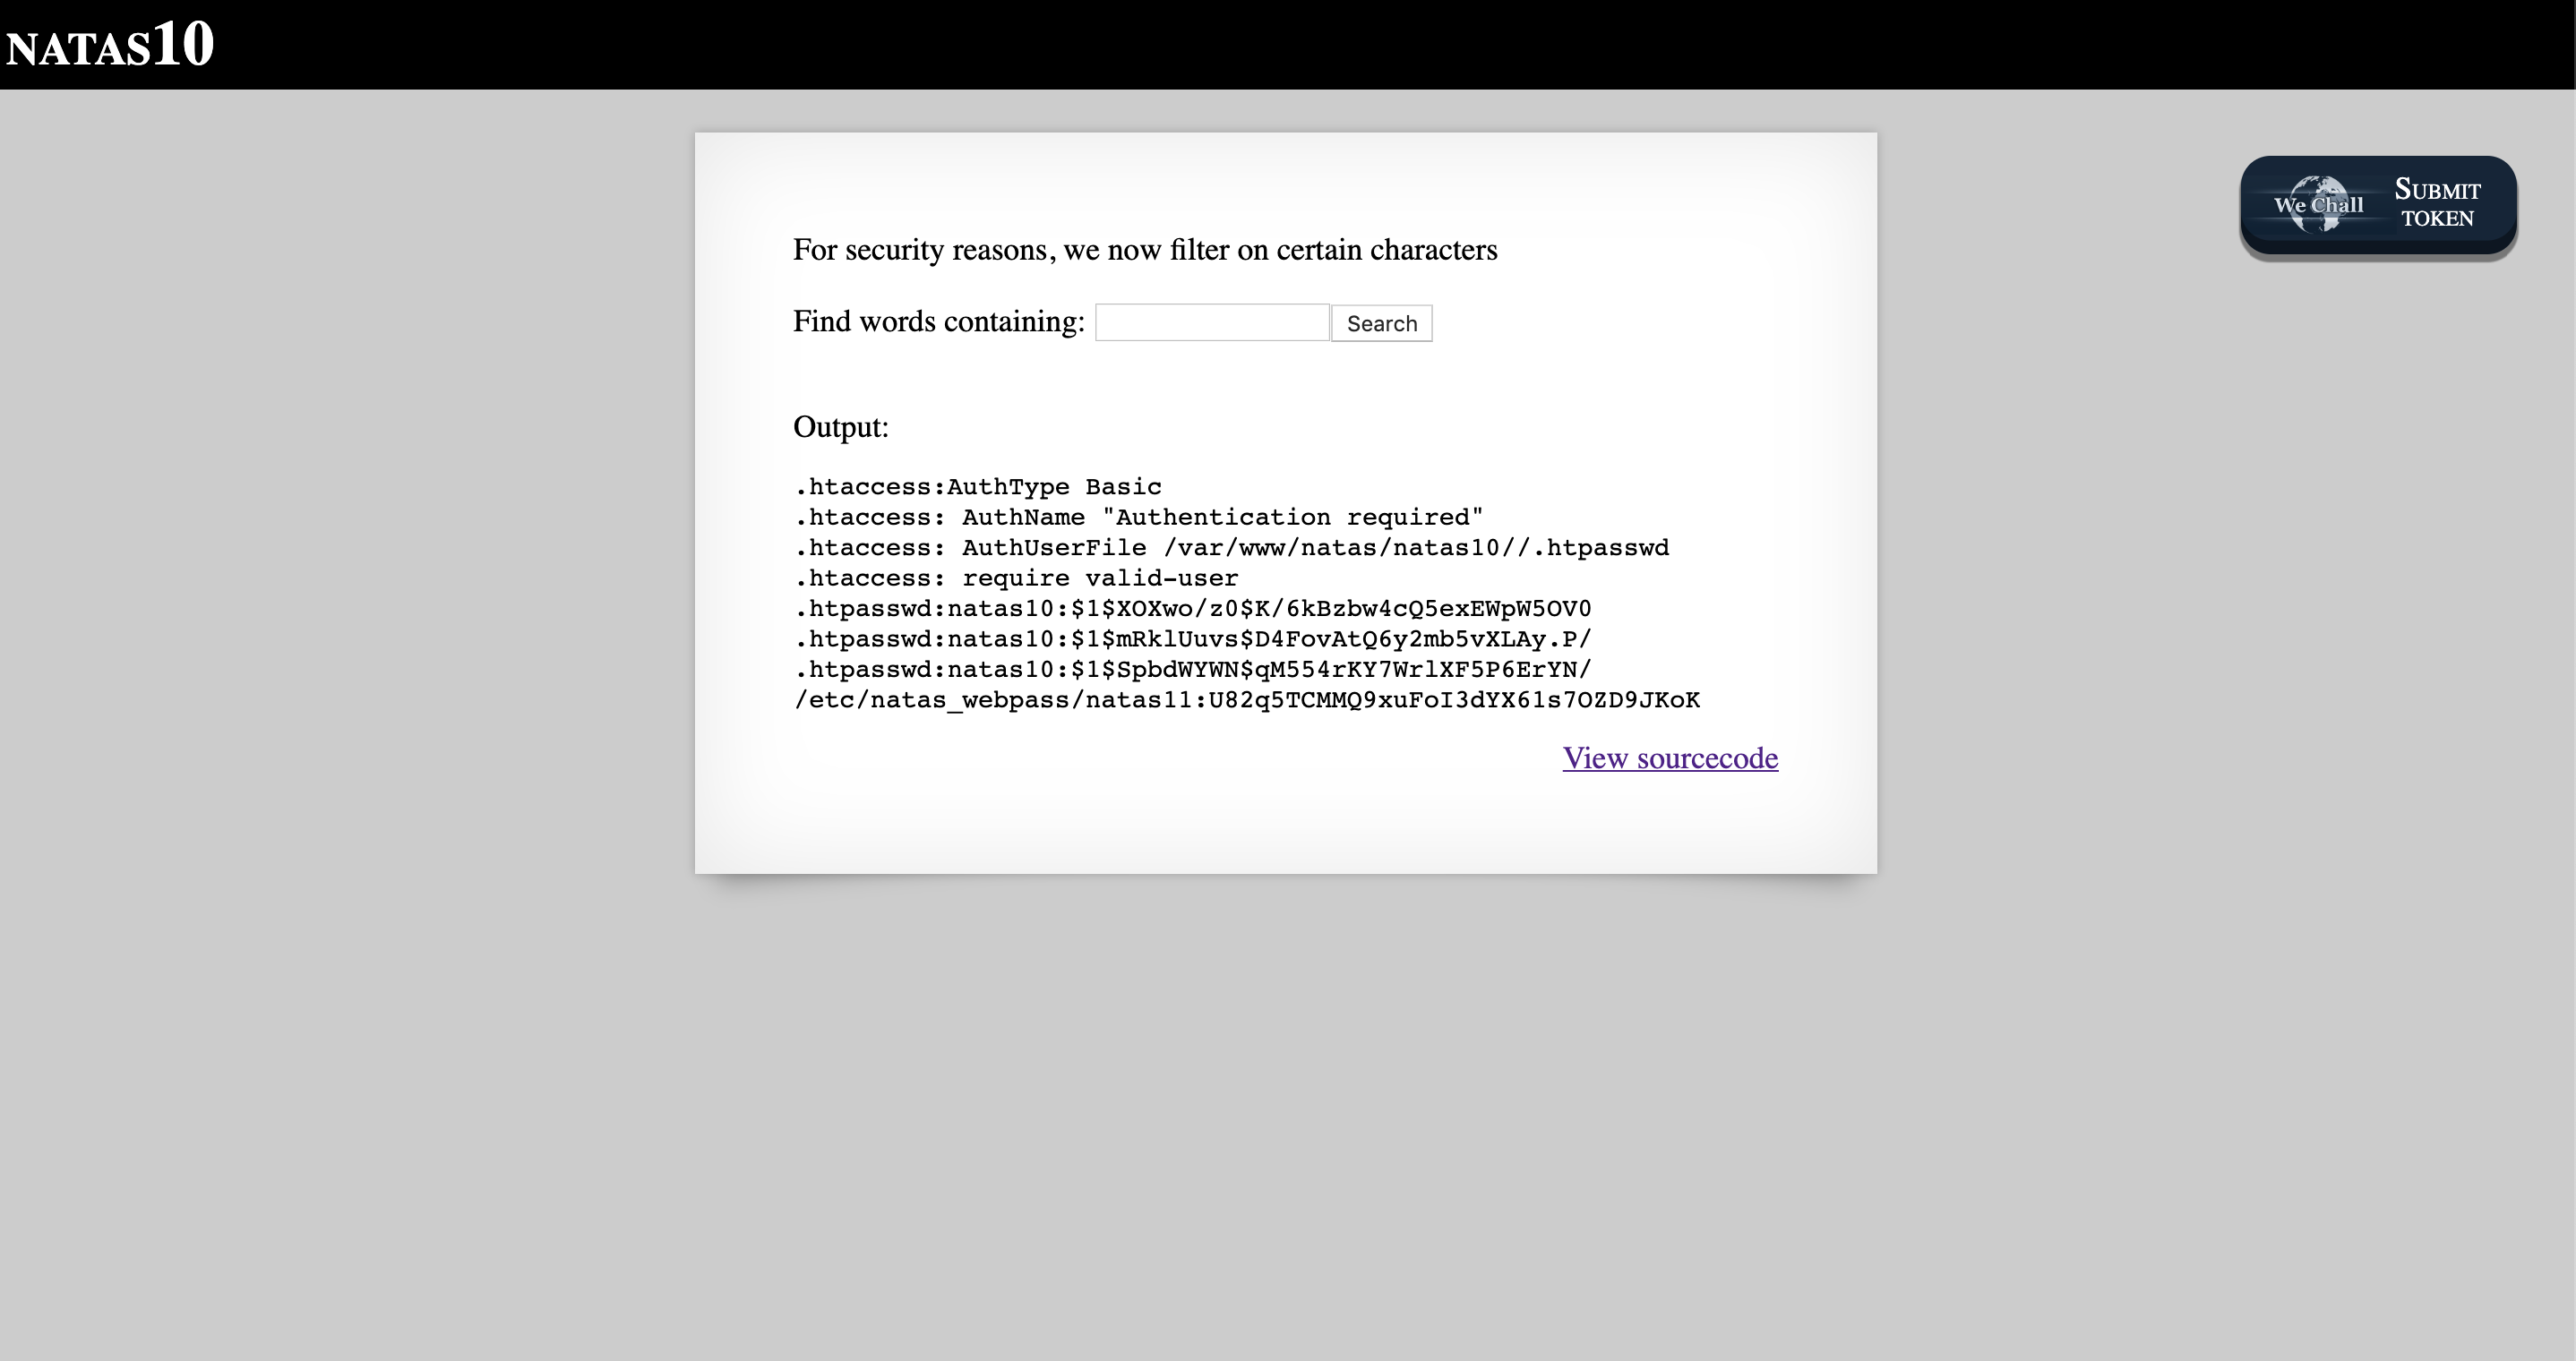 NATAS10
We Chall
SUBMIT
TOKEN
For security reasons, we now filter on certain characters
Find words containing:
Search
Output:
.htaccess:AuthType Basic
.htaccess: AuthName "Authentication required"
.htaccess: AuthUserFile /var/www/natas/natas10//.htpasswd
.htaccess: require valid-user
.htpasswd:natas10:$1$XOXwo/z0$K/6kBzbw4cQ5exEWpW5OV0
.htpasswd:natas10:$1$mRklUuvs$D4FovAtQ6y2mb5vXLAy.P/
.htpasswd:natas10:$1$SpbdWYWN$qM554rKY7WrlXF5P6ErYN/
/etc/natas_webpass/natas11:U82q5TCMMQ9xuFoI3dYX61s7OZD9JKoK
View sourcecode